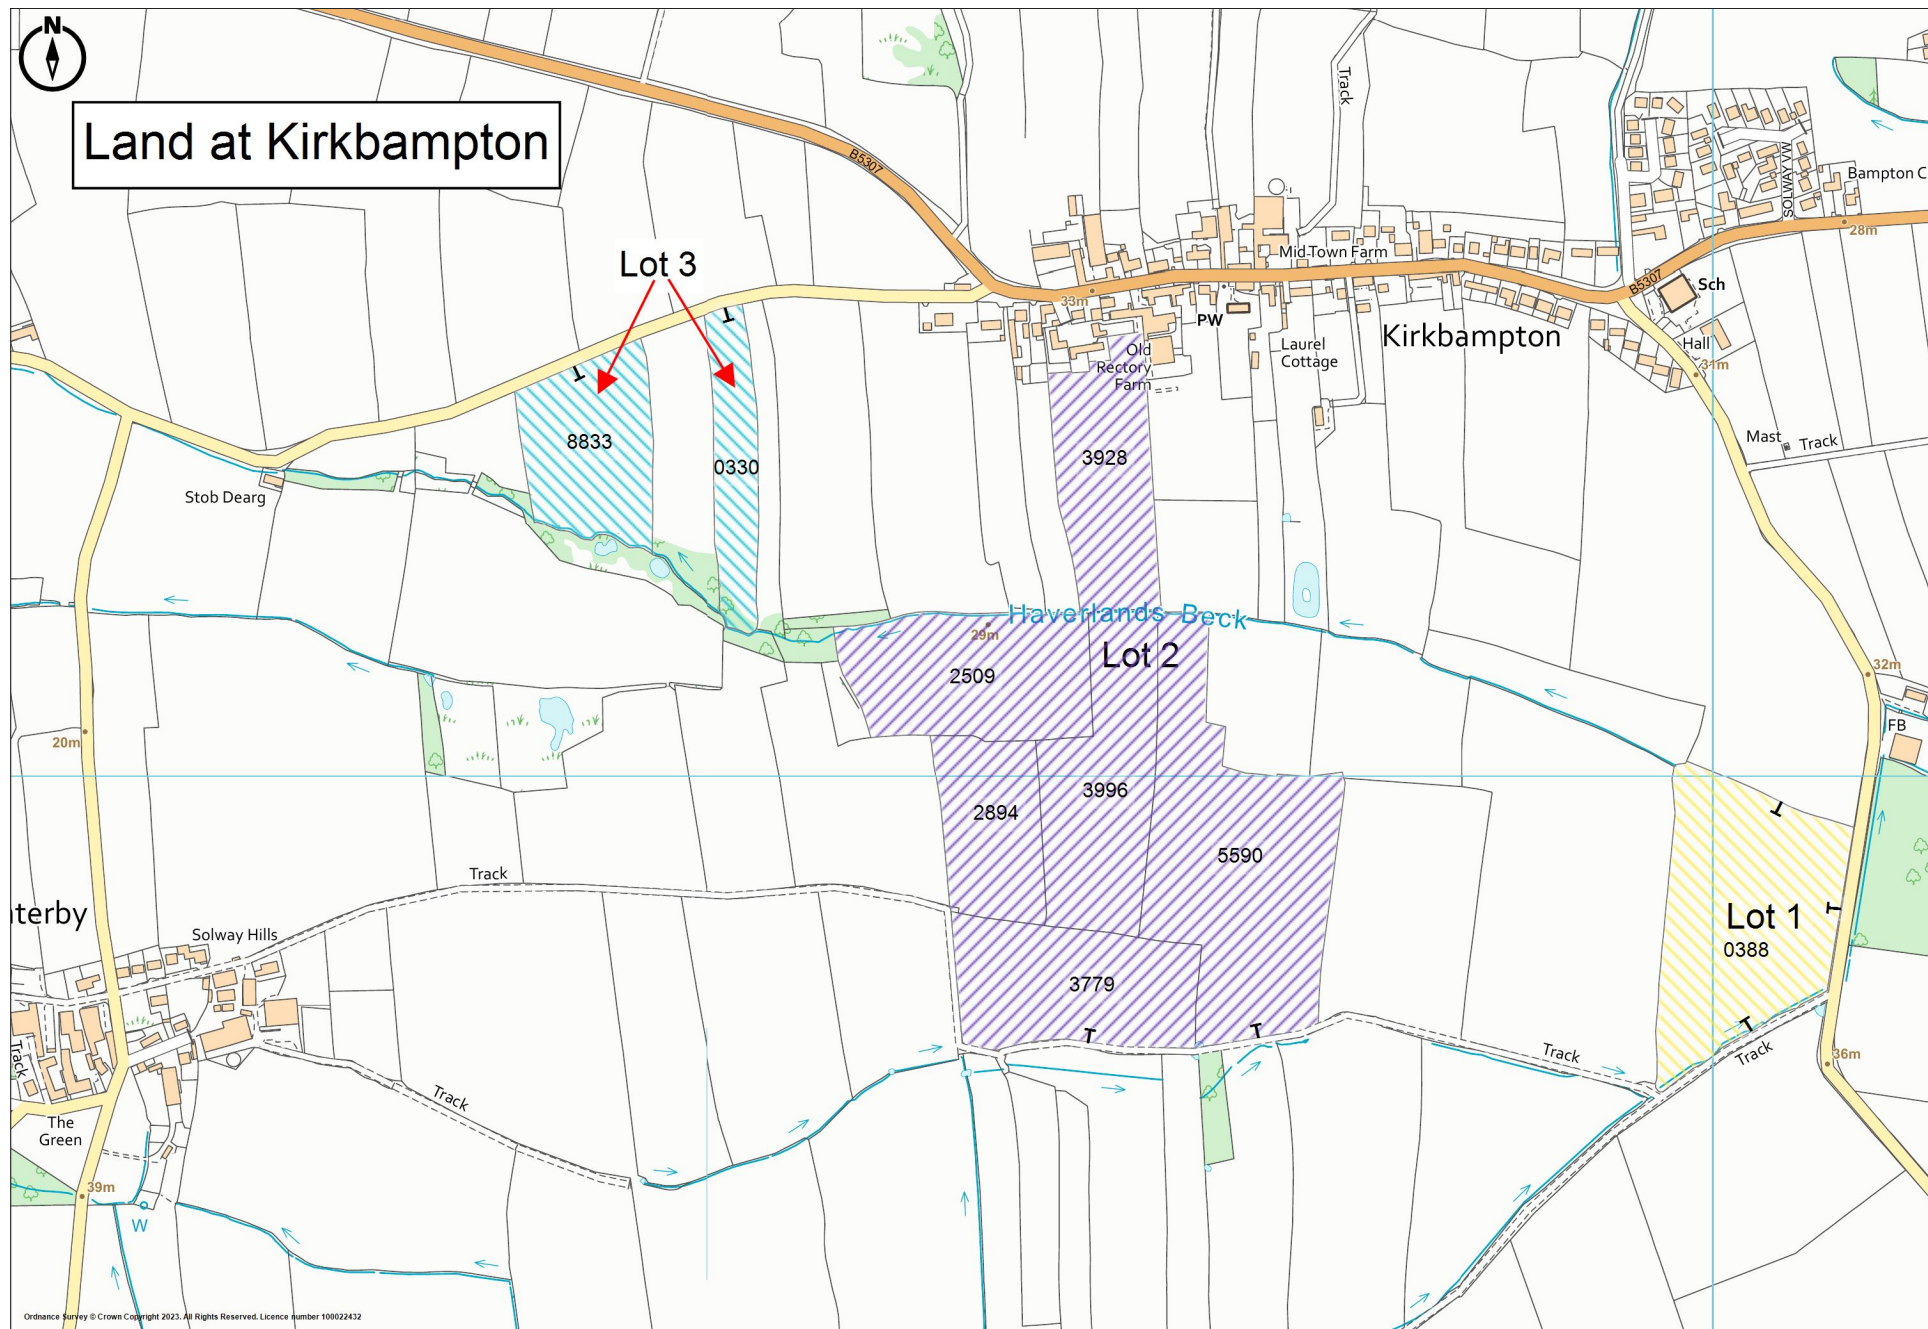 N
Land at Kirkbampton
Track
B5307
SOLWAY VW
Bampton C
28m
Lot 3
Mid Town Farm
B5307
Sch
33m
PW
Kirkbampton
Old
Rectory
Farm
Laurel
Cottage
Hall
31m
8833
0330
3928
Mast
Track
Stob Dearg
Haverlands Beck
29m
Lot 2
2509
32m
20m
FB
3996
2894
5590
Track
Lot 1
0388
terby
Solway Hills
3779
Track
Track
Track
36m
Track
The
Green
39m
W
Ordnance Survey © Crown Copyright 2023. All Rights Reserved. Licence number 100022432